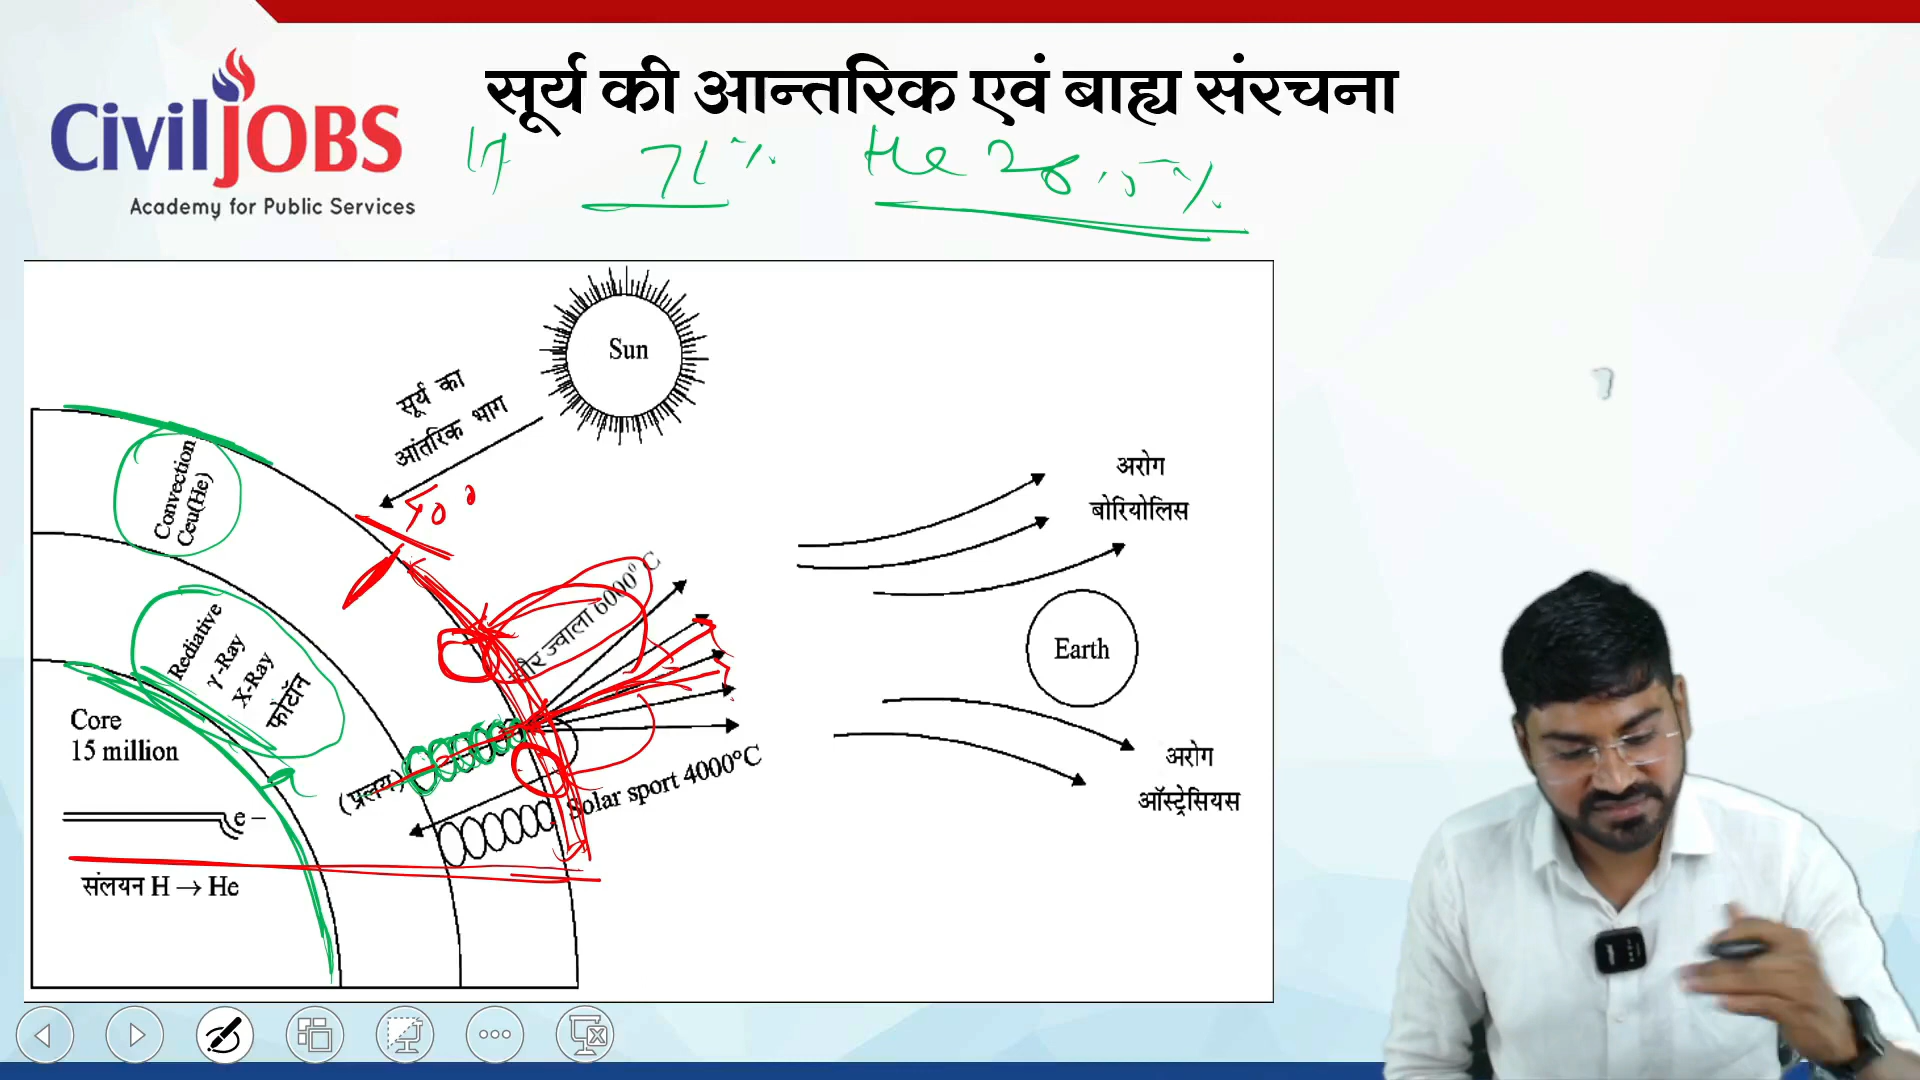 सूर्य की आन्तरिक एवं बाह्य संरचना
CivilJOBS
Academy for Public Services
H 71% He 28.5%
Sun
सूर्य का
आंतरिक भाग
50
Convection
Ceu(He)
Rediative
γ-Ray
X-Ray
फोटॉन
Core
15 million
e –
संलयन H → He
(प्रलय)
ज्वाला 6000° C
Solar sport 4000°C
अरोग
बोरियोलिस
Earth
अरोग
ऑस्ट्रेसियस